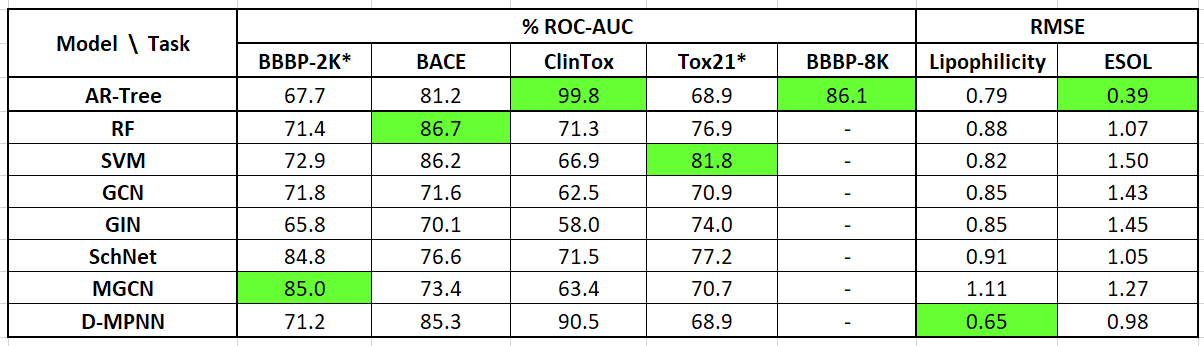 Model \ Task % ROC-AUC RMSE
BBBP-2K* BACE ClinTox Tox21* BBBP-8K Lipophilicity ESOL
AR-Tree 67.7 81.2 99.8 68.9 86.1 0.79 0.39
RF 71.4 86.7 71.3 76.9 - 0.88 1.07
SVM 72.9 86.2 66.9 81.8 - 0.82 1.50
GCN 71.8 71.6 62.5 70.9 - 0.85 1.43
GIN 65.8 70.1 58.0 74.0 - 0.85 1.45
SchNet 84.8 76.6 71.5 77.2 - 0.91 1.05
MGCN 85.0 73.4 63.4 70.7 - 1.11 1.27
D-MPNN 71.2 85.3 90.5 68.9 - 0.65 0.98